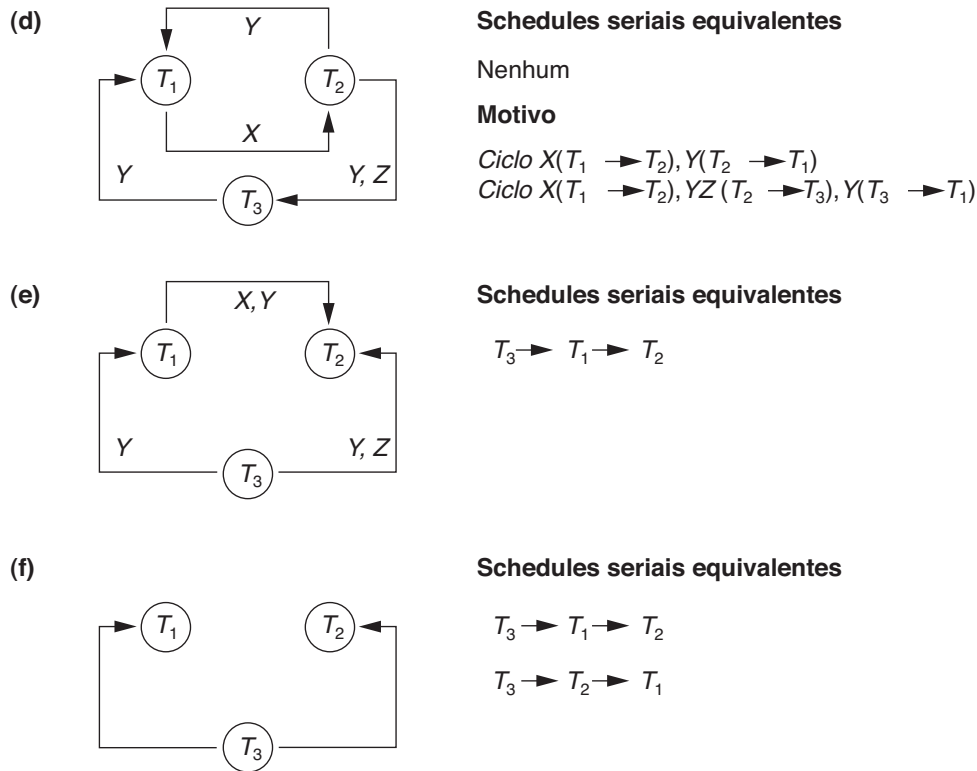 (d)
Y
T1
T2
X
Y
Y, Z
T3
Schedules seriais equivalentes
Nenhum
Motivo
Ciclo X(T1 → T2), Y(T2 → T1)
Ciclo X(T1 → T2), YZ (T2 → T3), Y(T3 → T1)
(e)
X, Y
T1
T2
Y
Y, Z
T3
Schedules seriais equivalentes
T3 → T1 → T2
(f)
T1
T2
T3
Schedules seriais equivalentes
T3 → T1 → T2
T3 → T2 → T1